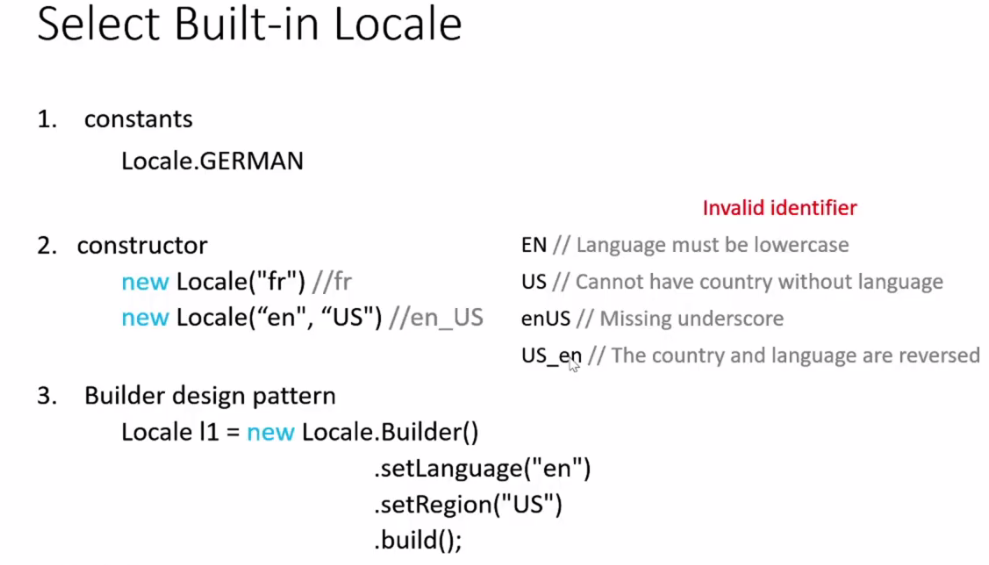 Select Built-in Locale
1. constants
Locale.GERMAN
2. constructor
new Locale("fr") //fr
new Locale(“en", “US") //en_US
Invalid identifier
EN // Language must be lowercase
US // Cannot have country without language
enUS // Missing underscore
US_en // The country and language are reversed
3. Builder design pattern
Locale l1 = new Locale.Builder()
.setLanguage("en")
.setRegion("US")
.build();